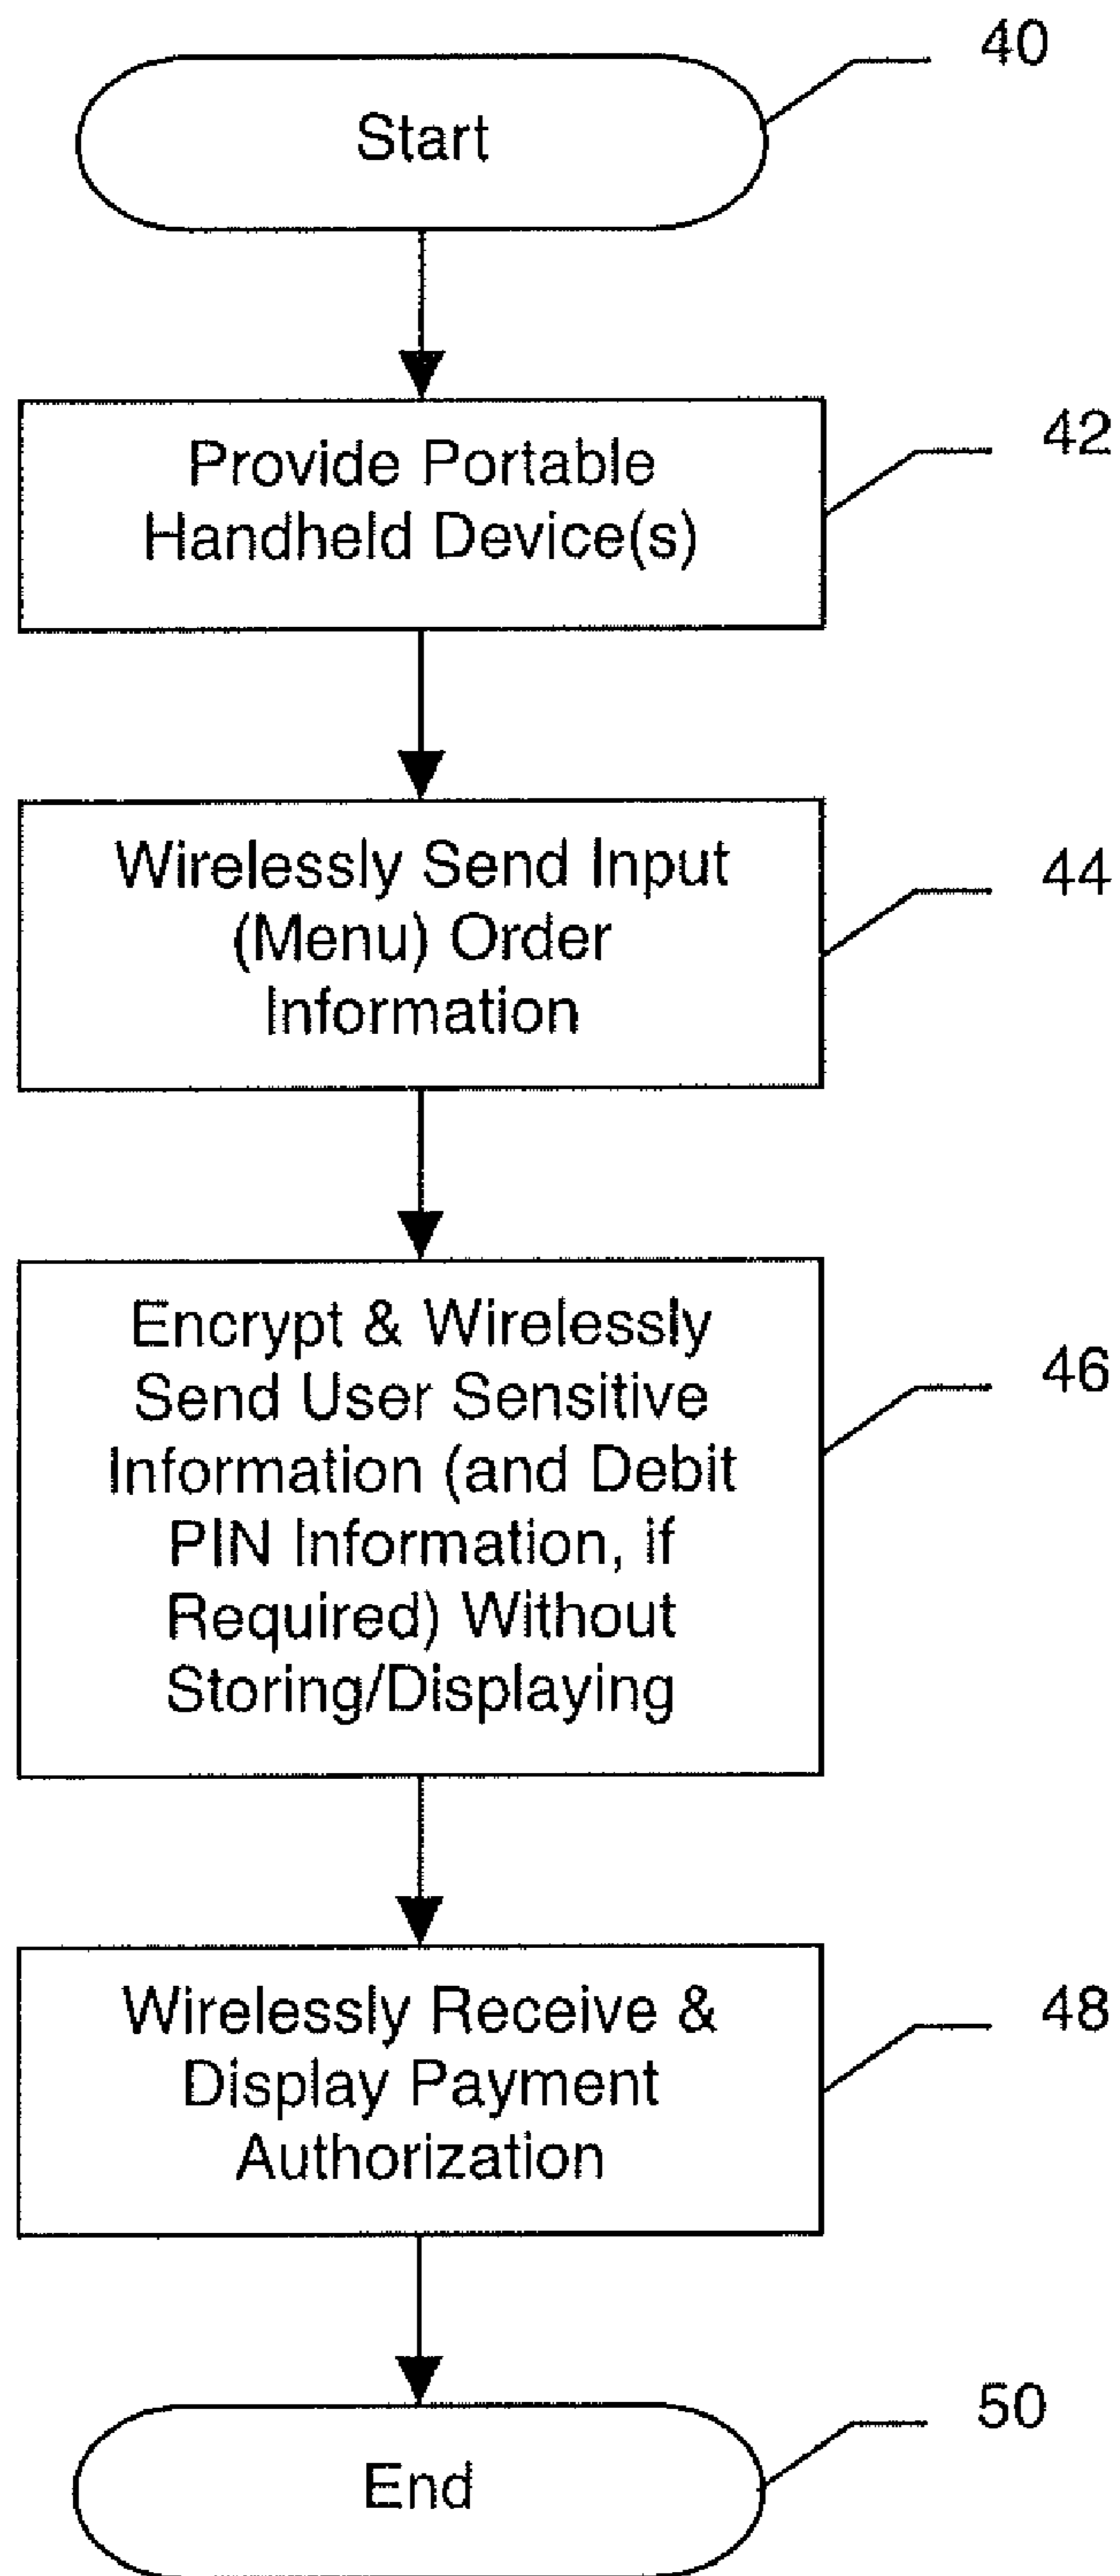 40
Start
42
Provide Portable
Handheld Device(s)
44
Wirelessly Send Input
(Menu) Order
Information
46
Encrypt & Wirelessly
Send User Sensitive
Information (and Debit
PIN Information, if
Required) Without
Storing/Displaying
48
Wirelessly Receive &
Display Payment
Authorization
50
End